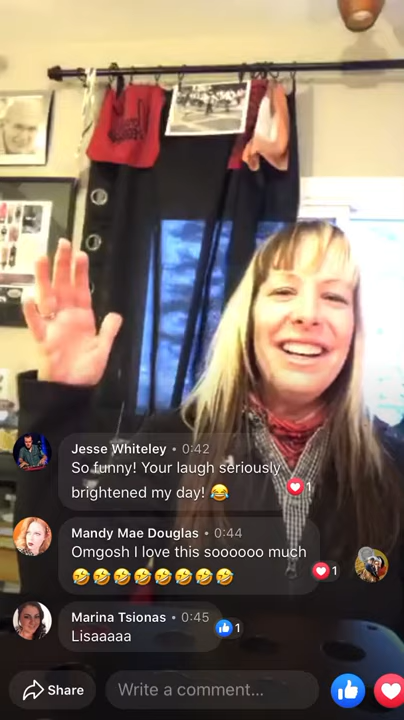 Jesse Whiteley • 0:42
So funny! Your laugh seriously
brightened my day! 😂
1
Mandy Mae Douglas • 0:44
Omgosh I love this soooooo much
🤣🤣🤣🤣🤣🤣🤣🤣
1
Marina Tsionas • 0:45
Lisaaaaa
1
Share
Write a comment...